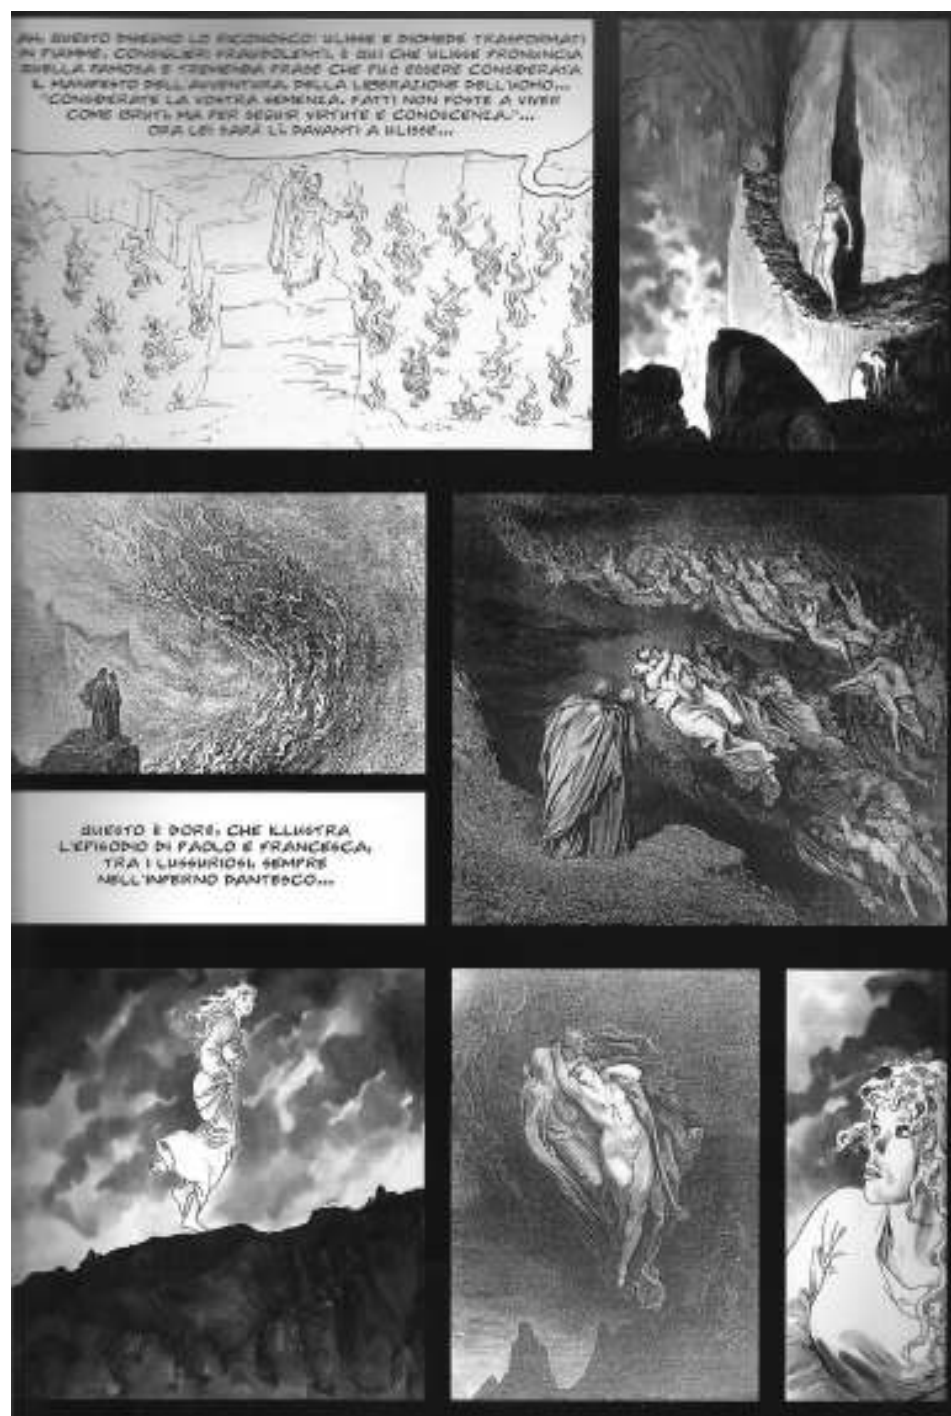 AH, QUESTO DISEGNO LO RICONOSCO: ULISSE E DIOMEDE TRASFORMATI
IN FIAMME, CONSIGLIERI FRAUDOLENTI. È QUI CHE ULISSE PRONUNCIA
QUELLA FAMOSA E TREMENDA FRASE CHE PUÒ ESSERE CONSIDERATA
IL MANIFESTO DELL'AVVENTURA, DELLA LIBERAZIONE DELL'UOMO...
"CONSIDERATE LA VOSTRA SEMENZA, FATTI NON FOSTE A VIVER
COME BRUTI, MA PER SEGUIR VIRTUTE E CONOSCENZA."...
ORA LEI SARÀ LÌ, DAVANTI A ULISSE...
QUESTO È DORÈ, CHE ILLUSTRA
L'EPISODIO DI PAOLO E FRANCESCA,
TRA I LUSSURIOSI, SEMPRE
NELL'INFERNO DANTESCO...